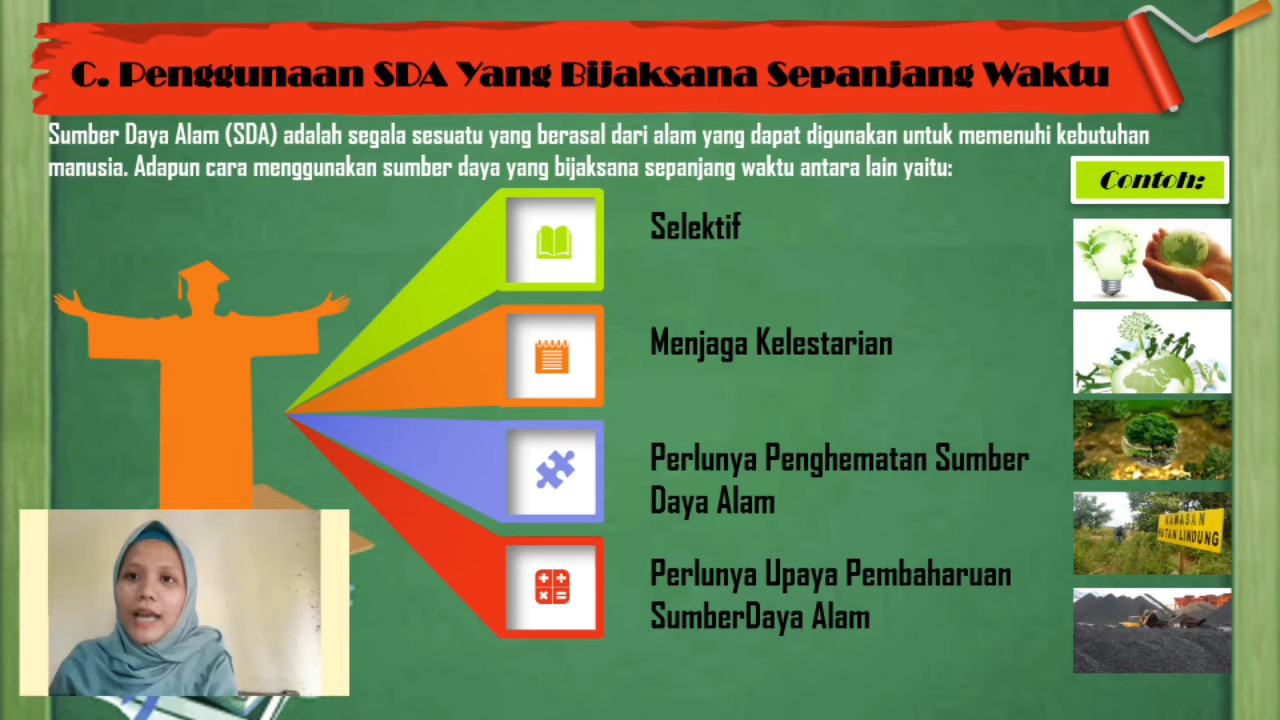 C. Penggunaan SDA Yang Bijaksana Sepanjang Waktu
Sumber Daya Alam (SDA) adalah segala sesuatu yang berasal dari alam yang dapat digunakan untuk memenuhi kebutuhan
manusia. Adapun cara menggunakan sumber daya yang bijaksana sepanjang waktu antara lain yaitu:
Contoh:
Selektif
Menjaga Kelestarian
Perlunya Penghematan Sumber
Daya Alam
Perlunya Upaya Pembaharuan
SumberDaya Alam
KAWASAN
HUTAN LINDUNG